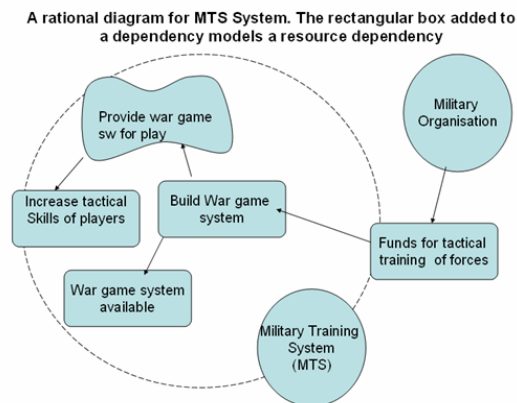 A rational diagram for MTS System. The rectangular box added to
a dependency models a resource dependency
Provide war game
sw for play
Military
Organisation
Increase tactical
Skills of players
Build War game
system
Funds for tactical
training of forces
War game system
available
Military Training
System
(MTS)